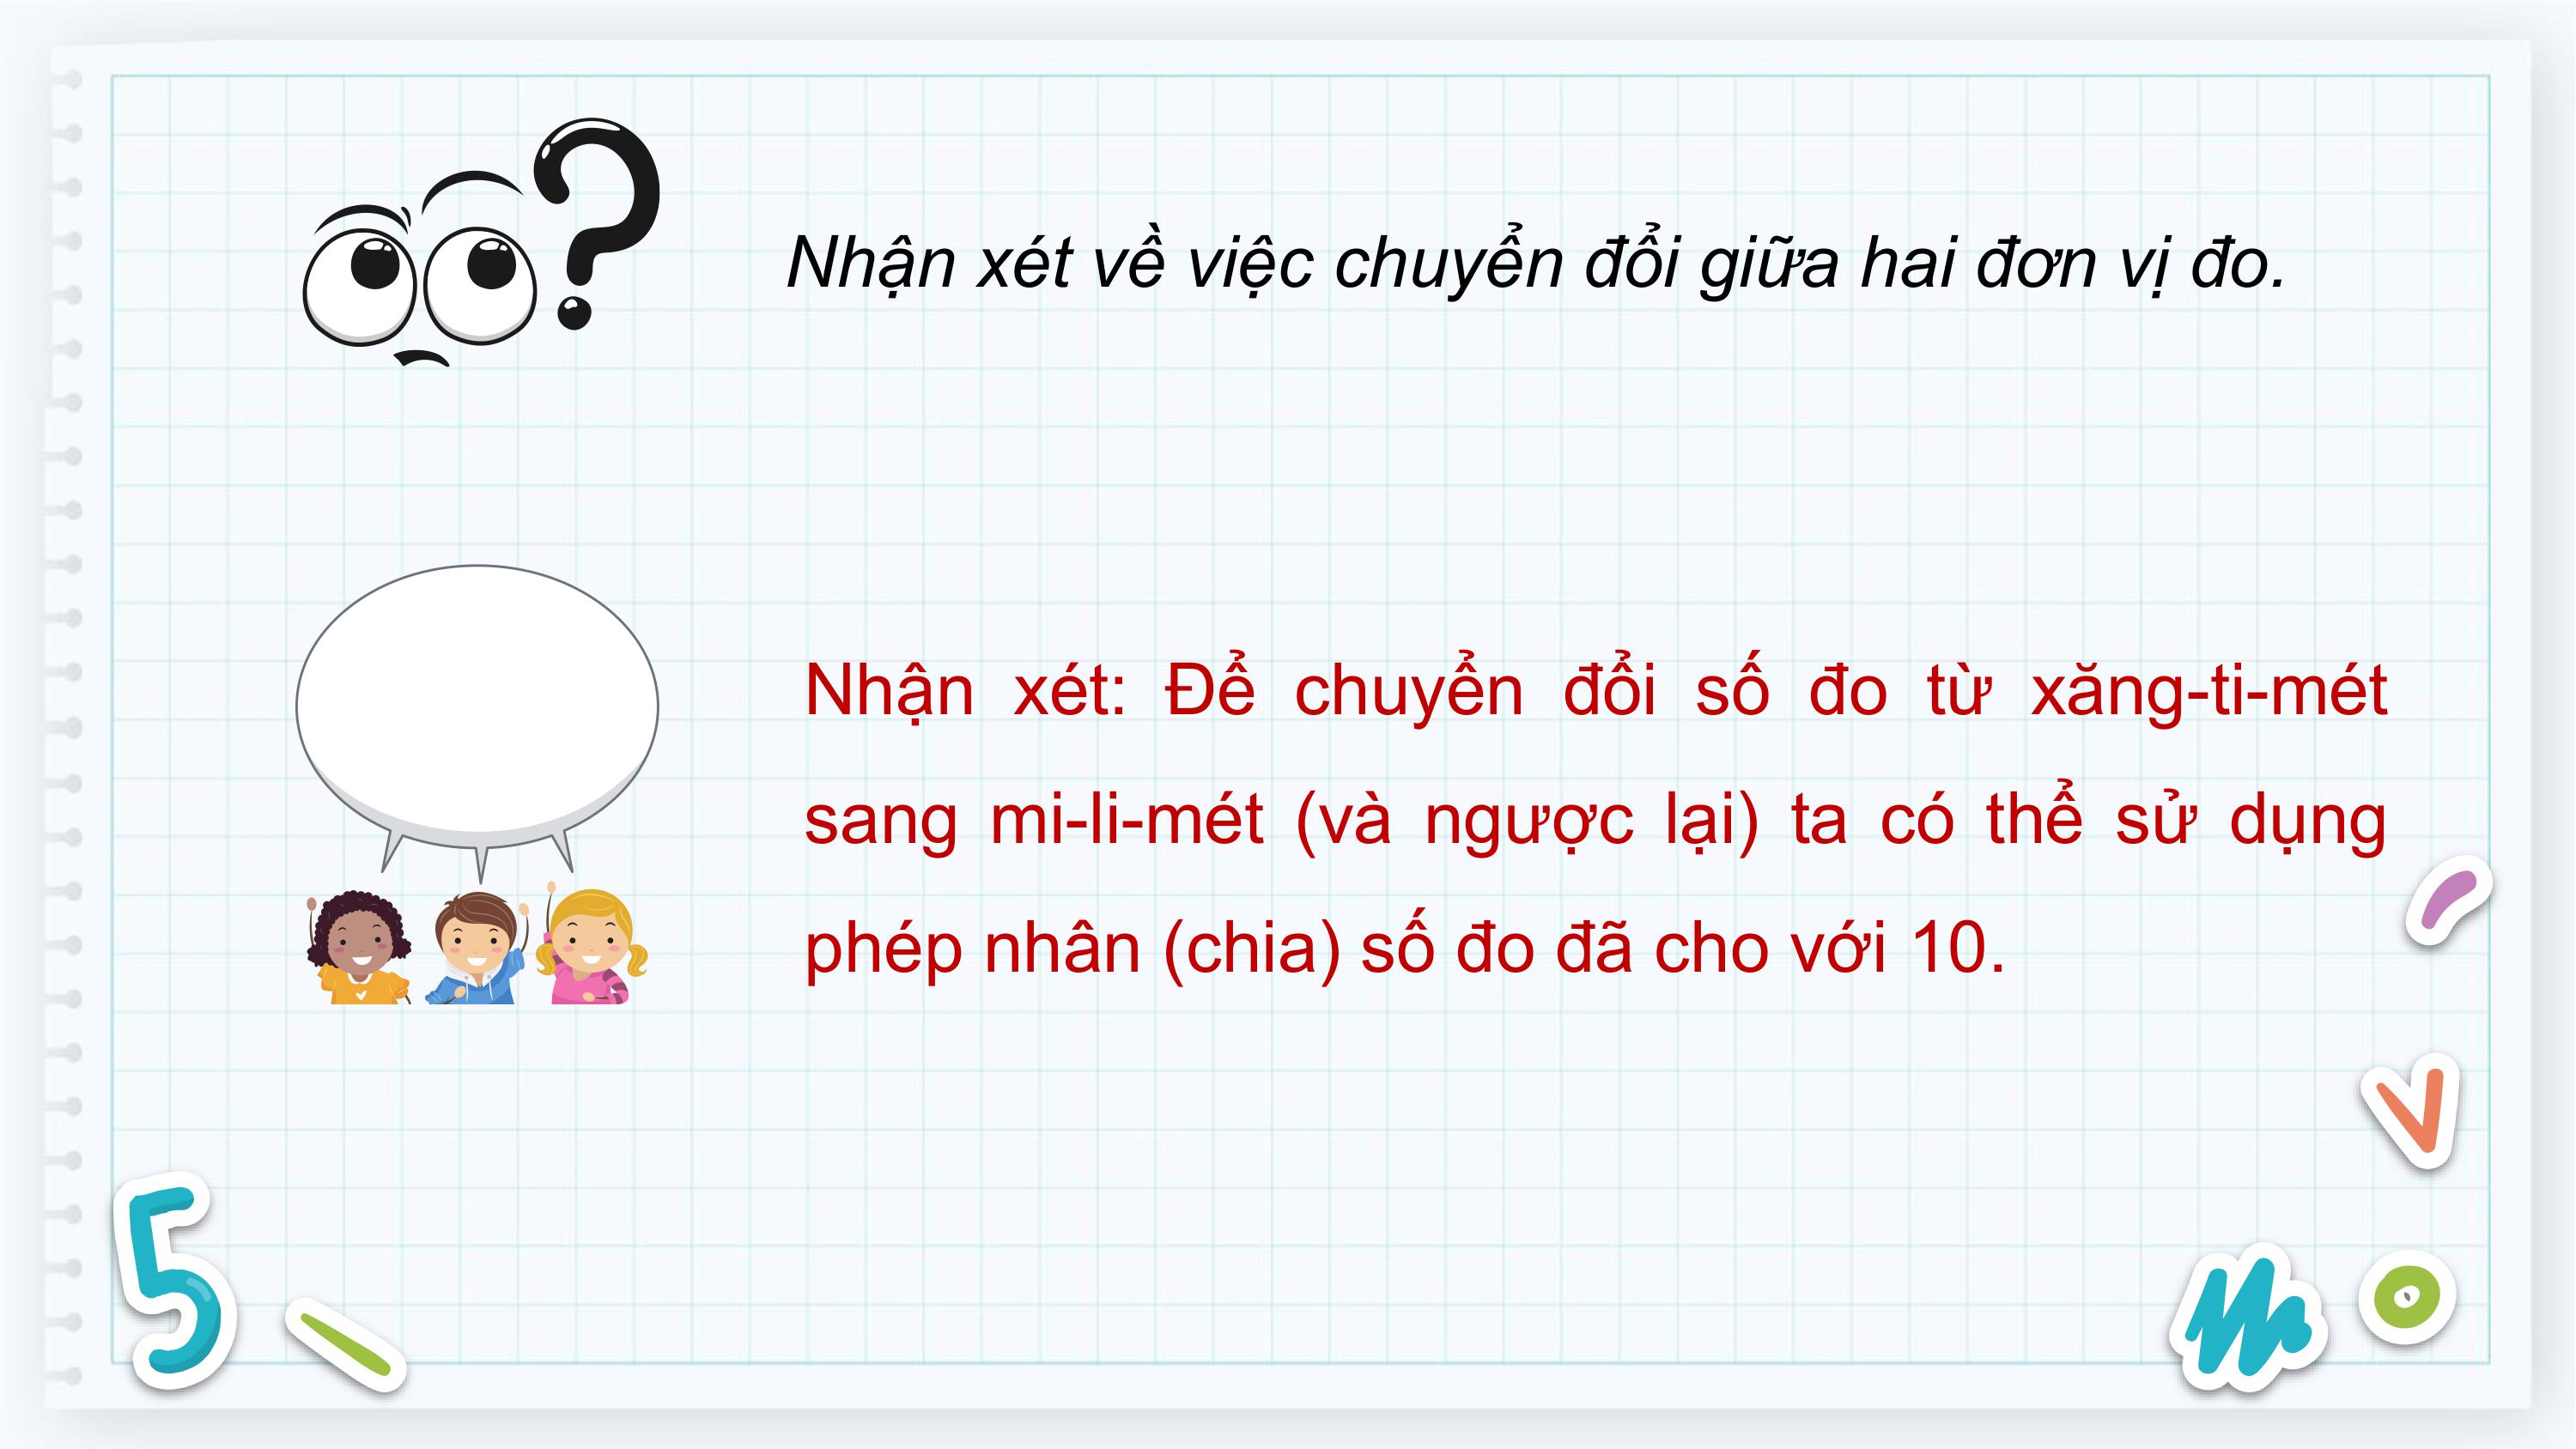 ?
Nhận xét về việc chuyển đổi giữa hai đơn vị đo.
Nhận xét: Để chuyển đổi số đo từ xăng-ti-mét
sang mi-li-mét (và ngược lại) ta có thể sử dụng
phép nhân (chia) số đo đã cho với 10.
5